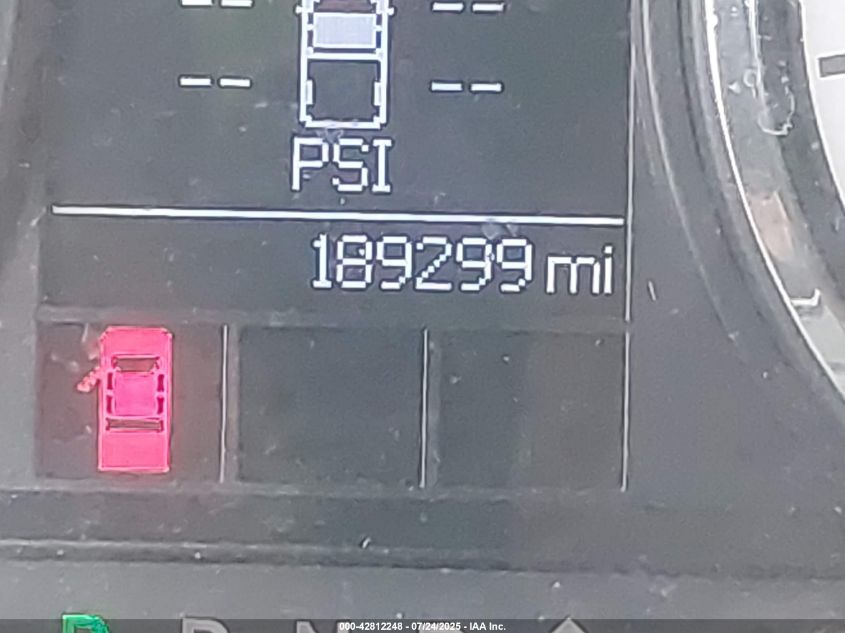 -- --
-- --
PSI
189299 mi
P R N
000-42812248 - 07/24/2025 - IAA Inc.